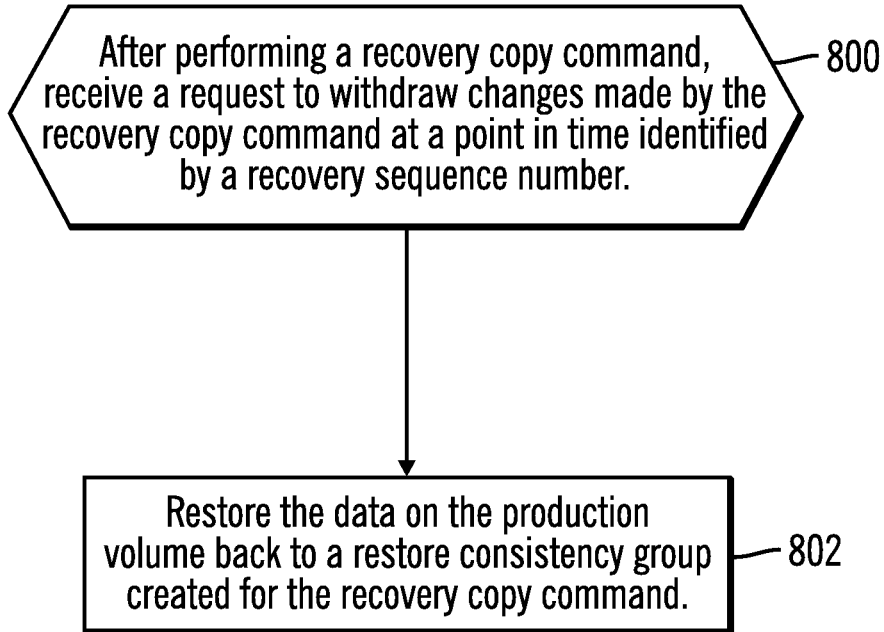 After performing a recovery copy command,
receive a request to withdraw changes made by the
recovery copy command at a point in time identified
by a recovery sequence number.
800
Restore the data on the production
volume back to a restore consistency group
created for the recovery copy command.
802